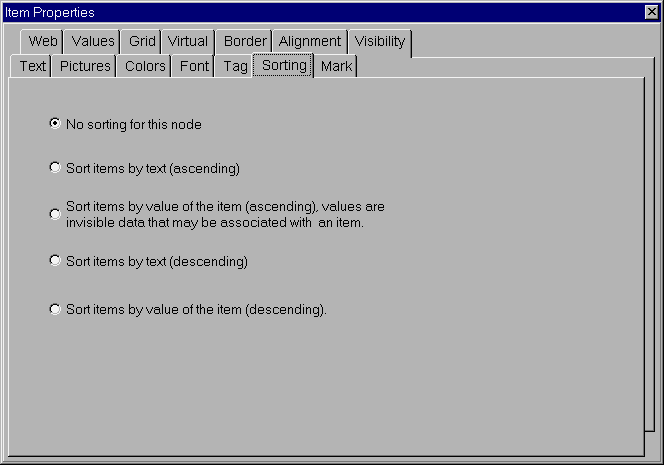 Item Properties
Web Values Grid Virtual Border Alignment Visibility
Text Pictures Colors Font Tag Sorting Mark
No sorting for this node
Sort items by text (ascending)
Sort items by value of the item (ascending), values are
invisible data that may be associated with  an item.
Sort items by text (descending)
Sort items by value of the item (descending).